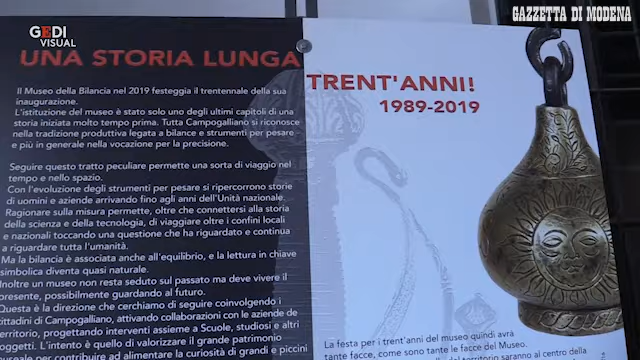 GEDI
VISUAL
GAZZETTA DI MODENA
UNA STORIA LUNGA
TRENT'ANNI!
1989-2019
Il Museo della Bilancia nel 2019 festeggia il trentennale della sua
inaugurazione.
L'istituzione del museo è stato solo uno degli ultimi capitoli di una
storia iniziata molto tempo prima. Tutta Campogalliano si riconosce
nella tradizione produttiva legata a bilance e strumenti per pesare
e più in generale nella vocazione per la precisione.
Seguire questo tratto peculiare permette una sorta di viaggio nel
tempo e nello spazio.
Con l'evoluzione degli strumenti per pesare si ripercorrono storie
di uomini e aziende arrivando fino agli anni dell'Unità nazionale.
Ragionare sulla misura permette, oltre che connettersi alla storia
della scienza e della tecnologia, di viaggiare oltre i confini locali
e nazionali toccando una questione che ha riguardato e continua
a riguardare tutta l'umanità.
Ma la bilancia è associata anche all'equilibrio, e la lettura in chiave
simbolica diventa quasi naturale.
Inoltre un museo non resta seduto sul passato ma deve vivere il
presente, possibilmente guardando al futuro.
Questa è la direzione che cerchiamo di seguire coinvolgendo i
cittadini di Campogalliano, attivando collaborazioni con le aziende de
territorio, progettando interventi assieme a Scuole, studiosi e altri
soggetti. L'intento è quello di valorizzare il grande patrimonio
per contribuire ad alimentare la curiosità di grandi e piccini
La festa per i trent'anni del museo quindi avrà
tante facce, come sono tante le facce del Museo.
territorio saranno al centro della